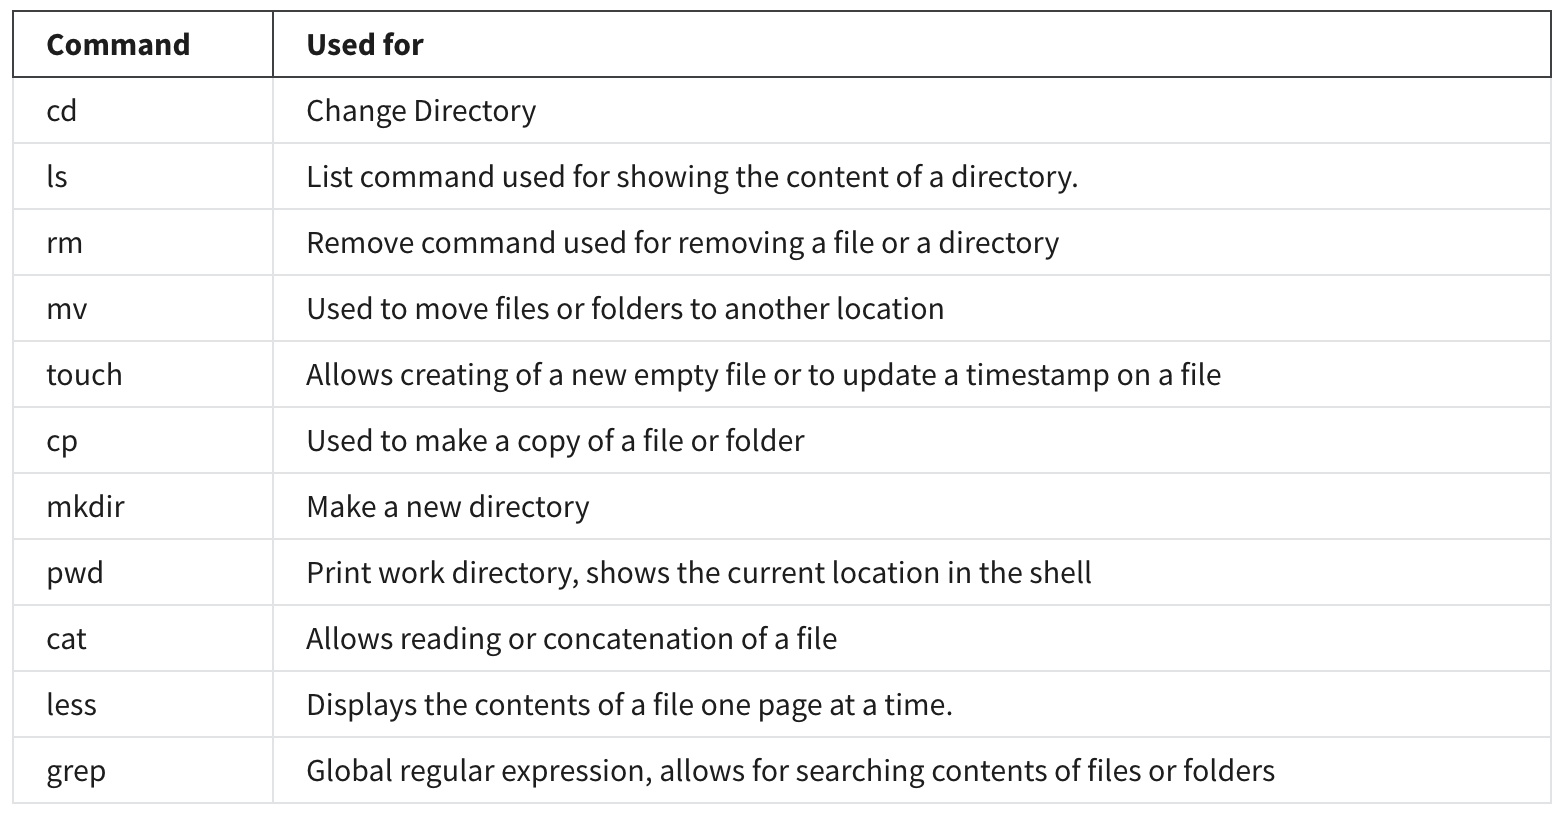 Command Used for
cd Change Directory
ls List command used for showing the content of a directory.
rm Remove command used for removing a file or a directory
mv Used to move files or folders to another location
touch Allows creating of a new empty file or to update a timestamp on a file
cp Used to make a copy of a file or folder
mkdir Make a new directory
pwd Print work directory, shows the current location in the shell
cat Allows reading or concatenation of a file
less Displays the contents of a file one page at a time.
grep Global regular expression, allows for searching contents of files or folders